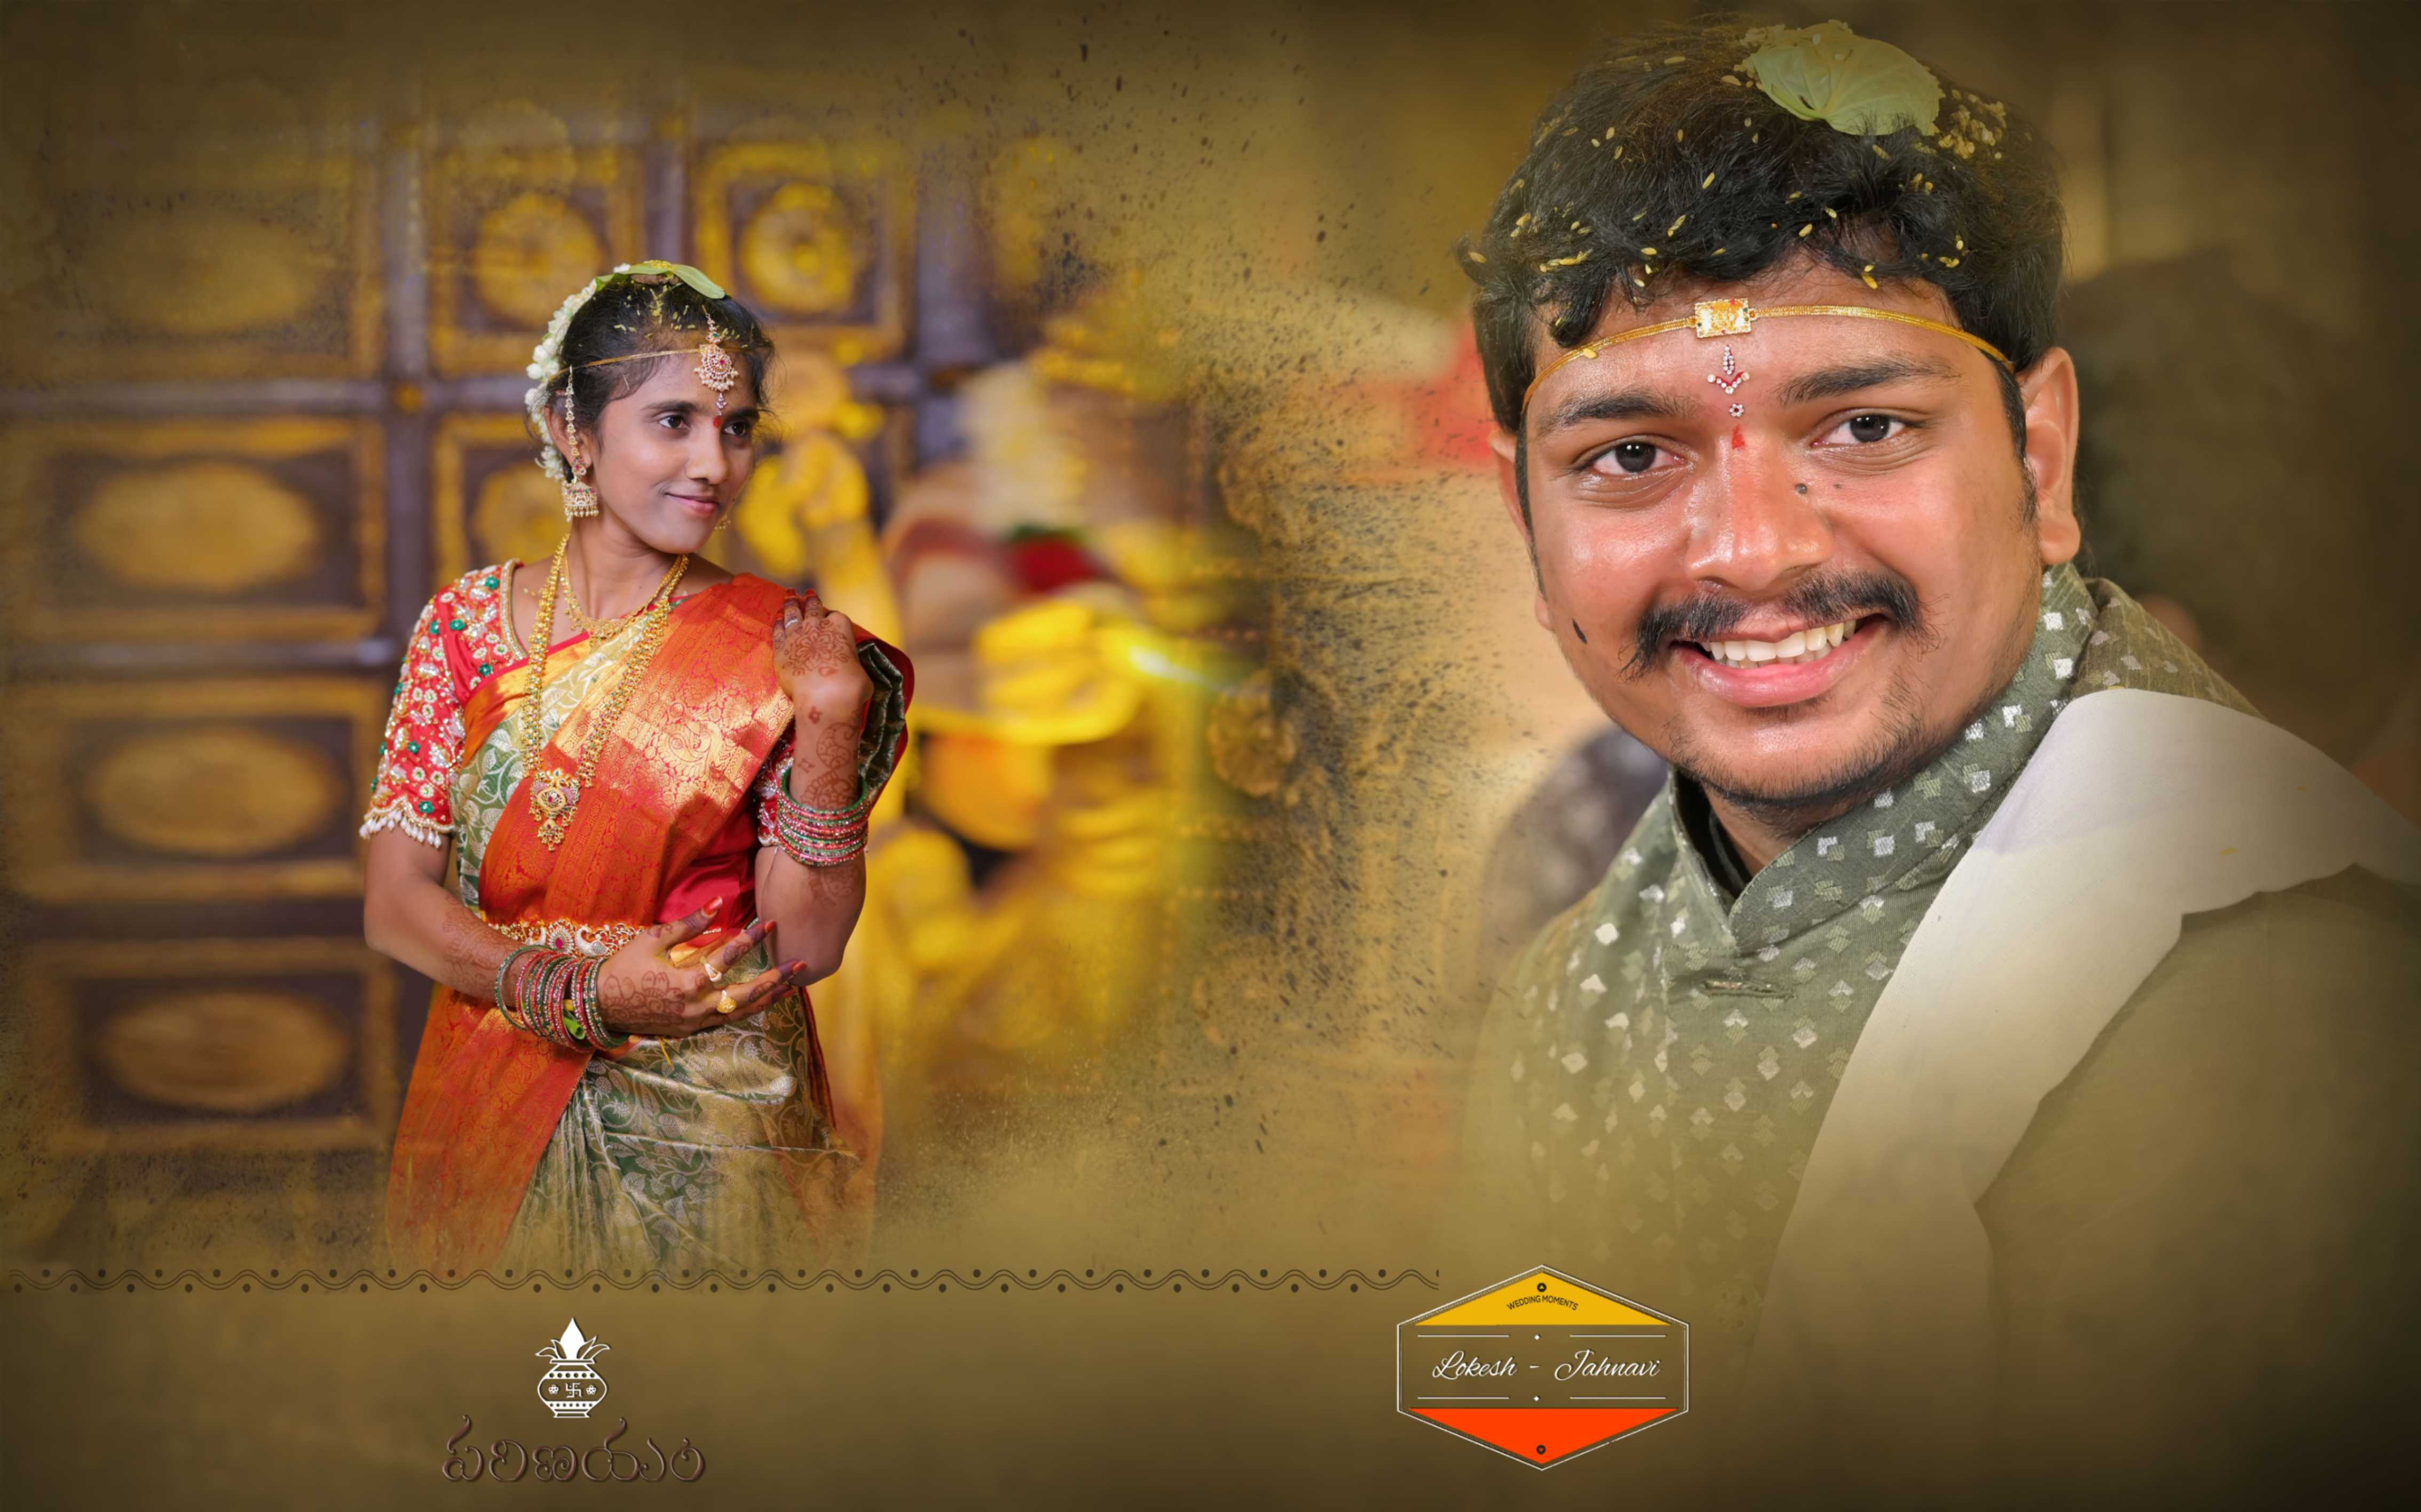 పరిణయం
WEDDING MOMENTS
Lokesh - Jahnavi